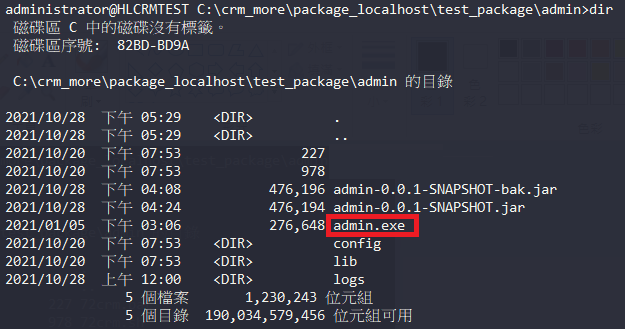 administrator@HLCRMTEST C:\crm_more\package_localhost\test_package\admin>dir
 磁碟區 C 中的磁碟沒有標籤。
 磁碟區序號:  82BD-BD9A

 C:\crm_more\package_localhost\test_package\admin 的目錄

2021/10/28  下午 05:29    <DIR>          .
2021/10/28  下午 05:29    <DIR>          ..
2021/10/20  下午 07:53               227
2021/10/20  下午 07:53               978
2021/10/28  下午 04:08           476,196 admin-0.0.1-SNAPSHOT-bak.jar
2021/10/28  下午 04:24           476,194 admin-0.0.1-SNAPSHOT.jar
2021/01/05  下午 03:06           276,648 admin.exe
2021/10/20  下午 07:53    <DIR>          config
2021/10/20  下午 07:53    <DIR>          lib
2021/10/28  上午 12:00    <DIR>          logs
               5 個檔案       1,230,243 位元組
               5 個目錄  190,034,579,456 位元組可用